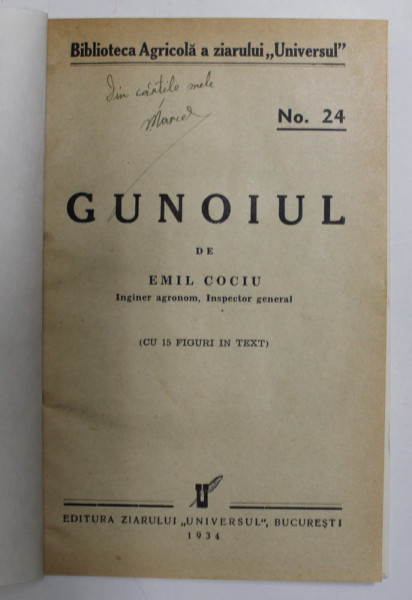 Biblioteca Agricolă a ziarului „Universul”
Din cărțile mele
Marcel
No. 24
GUNOIUL
DE
EMIL COCIU
Inginer agronom, Inspector general
(CU 15 FIGURI IN TEXT)
U
EDITURA ZIARULUI „UNIVERSUL”, BUCUREȘTI
1934